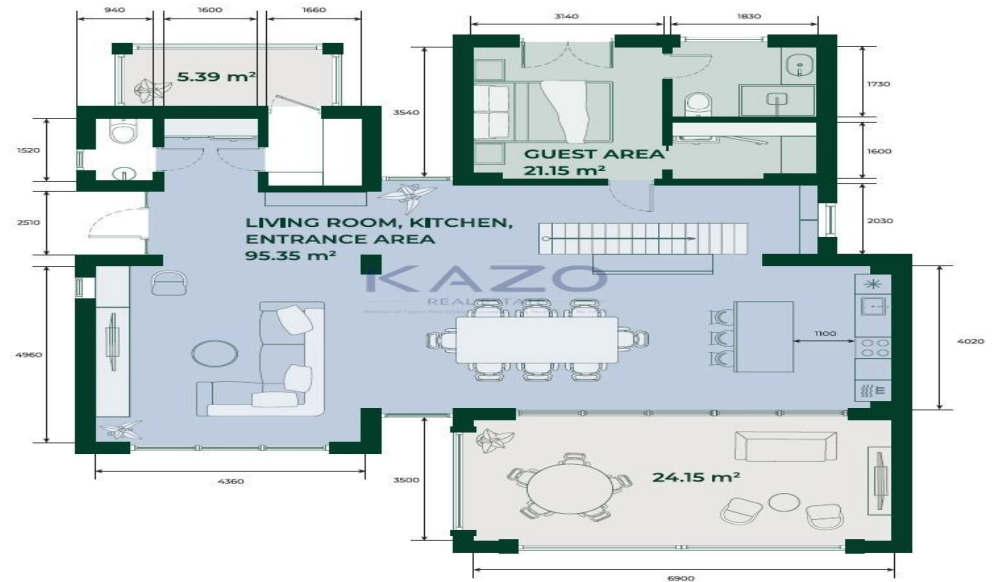 940
1600
1660
3140
1830
5.39 m²
3540
1730
1520
GUEST AREA
21.15 m²
1600
2510
LIVING ROOM, KITCHEN,
ENTRANCE AREA
95.35 m²
2030
KAZO
REAL ESTATE
1100
4960
4020
4360
3500
24.15 m²
6900